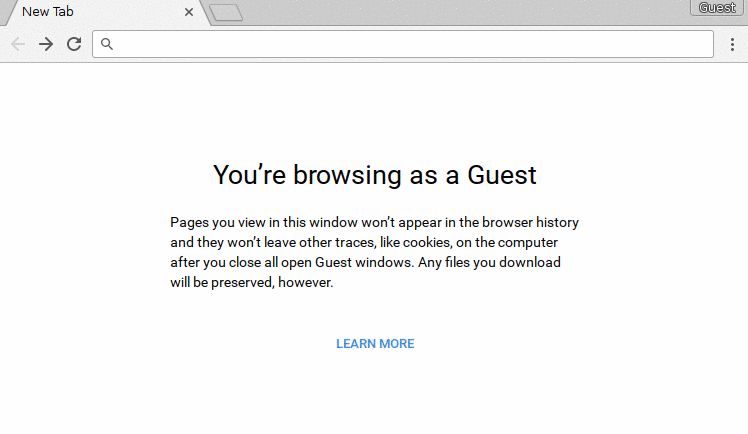 New Tab
Guest
You’re browsing as a Guest
Pages you view in this window won’t appear in the browser history
and they won’t leave other traces, like cookies, on the computer
after you close all open Guest windows. Any files you download
will be preserved, however.
LEARN MORE